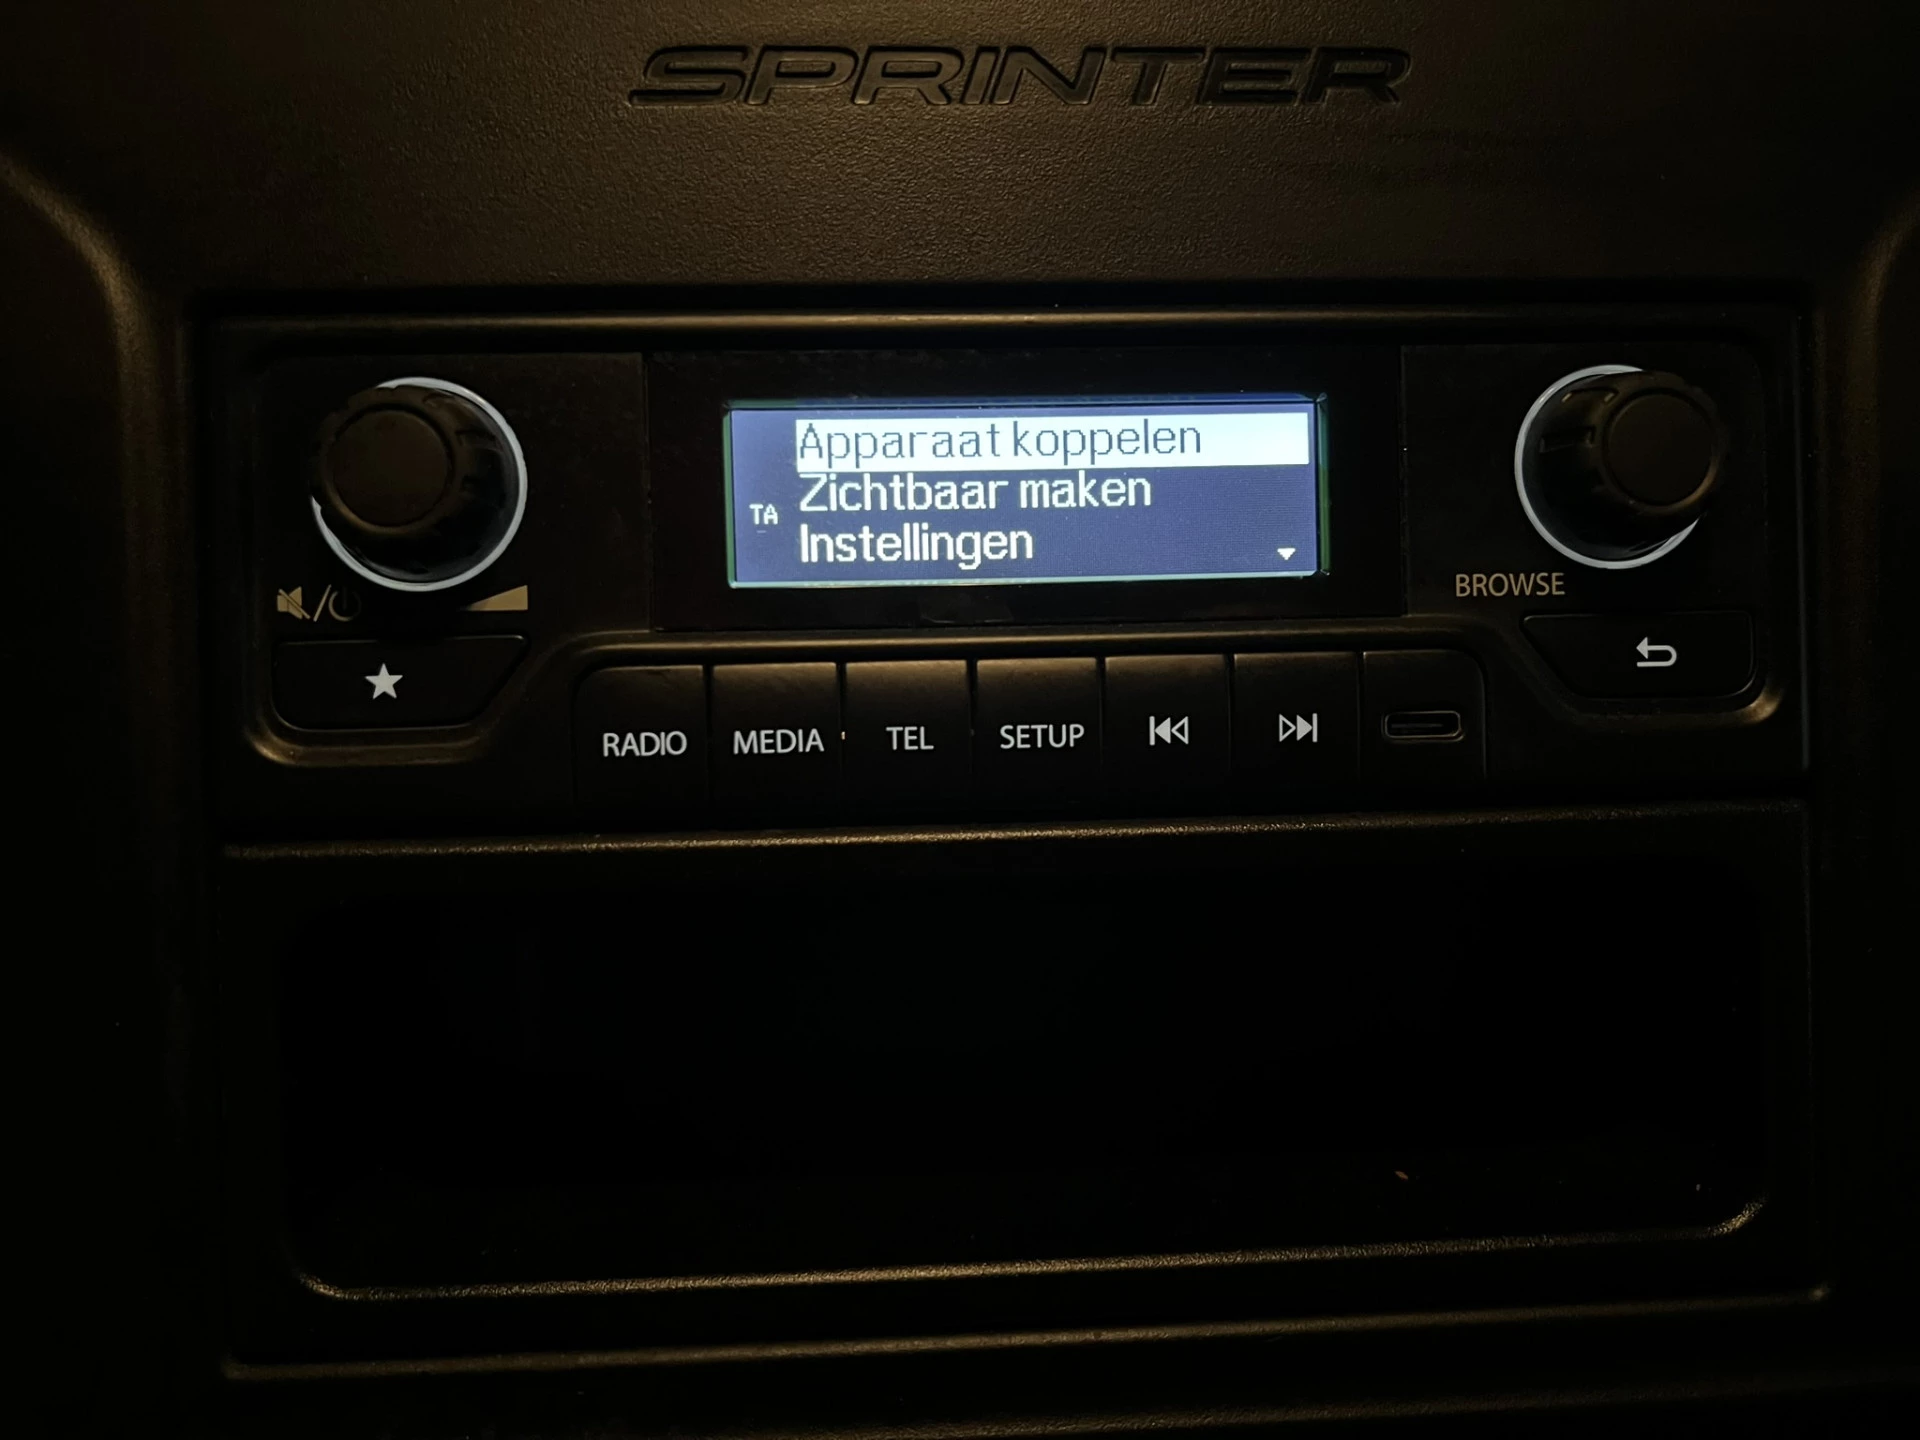 SPRINTER
Apparaat koppelen
Zichtbaar maken
TA
Instellingen
BROWSE
RADIO
MEDIA
TEL
SETUP